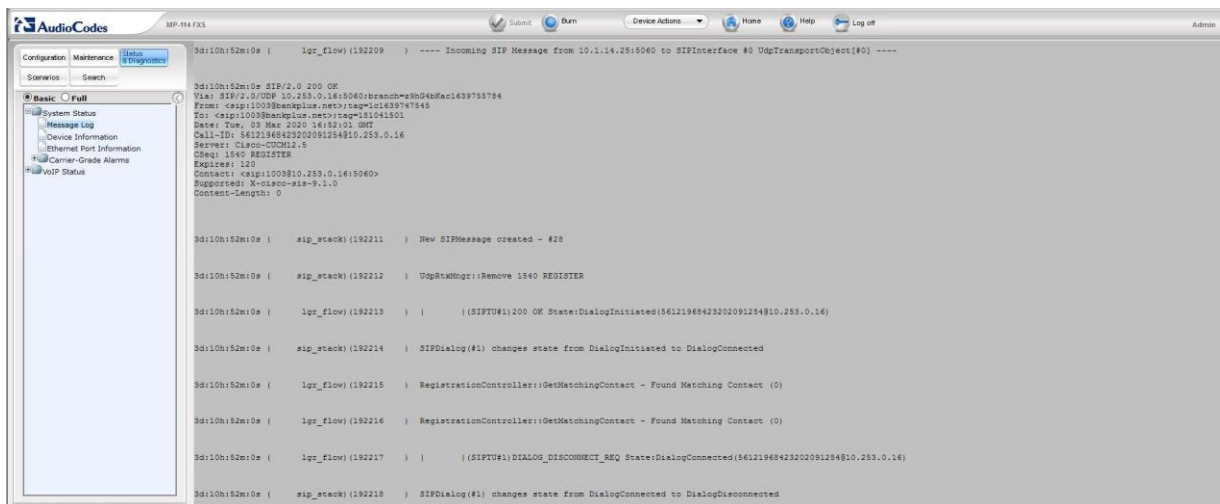 AudioCodes
MP-114 FXS
Submit
Burn
Device Actions
Home
Help
Log off
Admin
Configuration
Maintenance
Status & Diagnostics
Scenarios
Search
Basic
Full
System Status
Message Log
Device Information
Ethernet Port Information
Carrier-Grade Alarms
VoIP Status
3d:10h:52m:0s ( lgr_flow)(192209 ) ---- Incoming SIP Message from 10.1.14.25:5060 to SIPInterface #0 UdpTransportObject[#0] ----
3d:10h:52m:0s SIP/2.0 200 OK
Via: SIP/2.0/UDP 10.253.0.16:5060;branch=z9hG4bKac1639755784
From: <sip:1003@bankplus.net>;tag=1c1639747545
To: <sip:1003@bankplus.net>;tag=181041501
Date: Tue, 03 Mar 2020 16:52:01 GMT
Call-ID: 56121968423202091254@10.253.0.16
Server: Cisco-CUCM12.5
CSeq: 1540 REGISTER
Expires: 120
Contact: <sip:1003@10.253.0.16:5060>
Supported: X-cisco-sis-9.1.0
Content-Length: 0
3d:10h:52m:0s ( sip_stack)(192211 ) New SIPMessage created - #28
3d:10h:52m:0s ( sip_stack)(192212 ) UdpRtxMngr::Remove 1540 REGISTER
3d:10h:52m:0s ( lgr_flow)(192213 ) | |(SIPTU#1)200 OK State:DialogInitiated(56121968423202091254@10.253.0.16)
3d:10h:52m:0s ( sip_stack)(192214 ) SIPDialog(#1) changes state from DialogInitiated to DialogConnected
3d:10h:52m:0s ( lgr_flow)(192215 ) RegistrationController::GetMatchingContact - Found Matching Contact (0)
3d:10h:52m:0s ( lgr_flow)(192216 ) RegistrationController::GetMatchingContact - Found Matching Contact (0)
3d:10h:52m:0s ( lgr_flow)(192217 ) | |(SIPTU#1)DIALOG_DISCONNECT_REQ State:DialogConnected(56121968423202091254@10.253.0.16)
3d:10h:52m:0s ( sip_stack)(192218 ) SIPDialog(#1) changes state from DialogConnected to DialogDisconnected